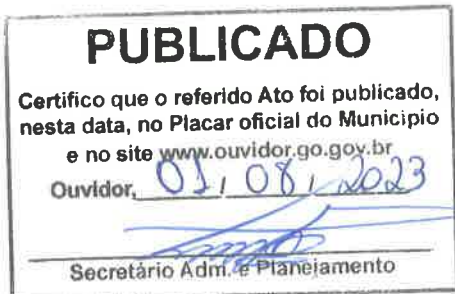 PUBLICADO
Certifico que o referido Ato foi publicado,
nesta data, no Placar oficial do Municipio
e no site www.ouvidor.go.gov.br
Ouvidor, 01 / 08 / 2023
Secretário Adm. e Planejamento